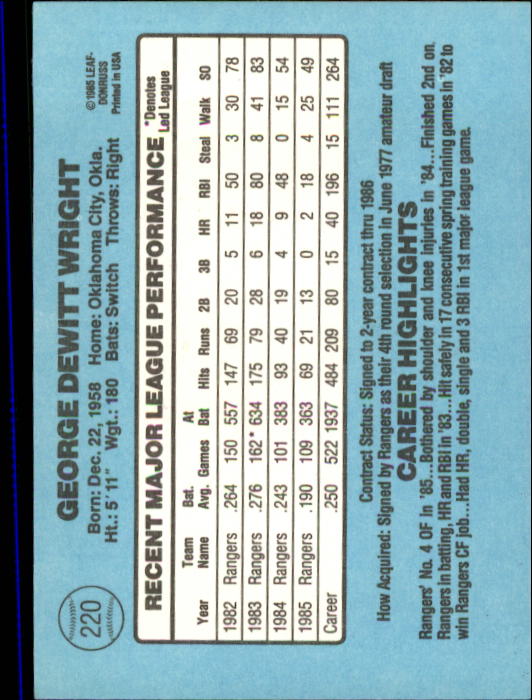 220
GEORGE DEWITT WRIGHT
©1985 LEAF-
DONRUSS
Printed in USA
Born: Dec. 22, 1958 Home: Oklahoma City, Okla.
Ht.: 5' 11" Wgt.: 180 Bats: Switch Throws: Right
RECENT MAJOR LEAGUE PERFORMANCE
*Denotes
Led League
Year Team Name Bat. Avg. Games At Bat Hits Runs 2B 3B HR RBI Steal Walk SO
1982 Rangers .264 150 557 147 69 20 5 11 50 3 30 78
1983 Rangers .276 162* 634 175 79 28 6 18 80 8 41 83
1984 Rangers .243 101 383 93 40 19 4 9 48 0 15 54
1985 Rangers .190 109 363 69 21 13 0 2 18 4 25 49
Career .250 522 1937 484 209 80 15 40 196 15 111 264
Contract Status: Signed to 2-year contract thru 1986
How Acquired: Signed by Rangers as their 4th round selection in June 1977 amateur draft
CAREER HIGHLIGHTS
Rangers' No. 4 OF in '85...Bothered by shoulder and knee injuries in '84...Finished 2nd on
Rangers in batting, HR and RBI in '83...Hit safely in 17 consecutive spring training games in '82 to
win Rangers CF job...Had HR, double, single and 3 RBI in 1st major league game.